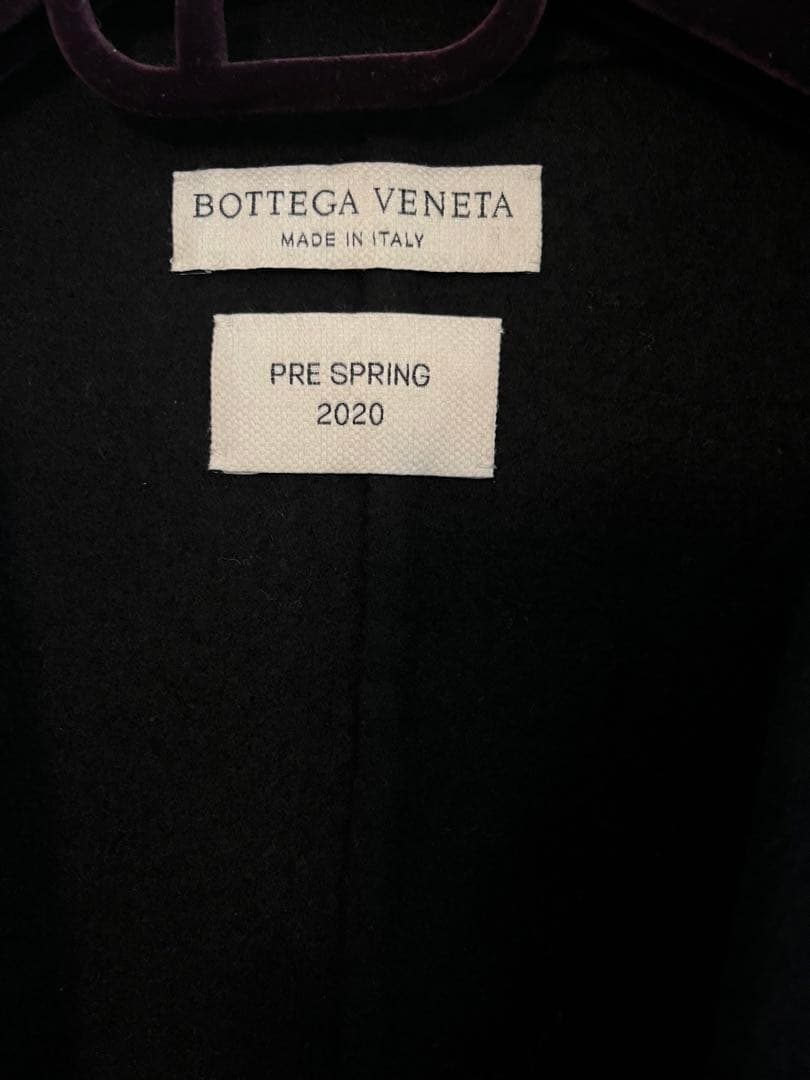 BOTTEGA VENETA
MADE IN ITALY
PRE SPRING
2020